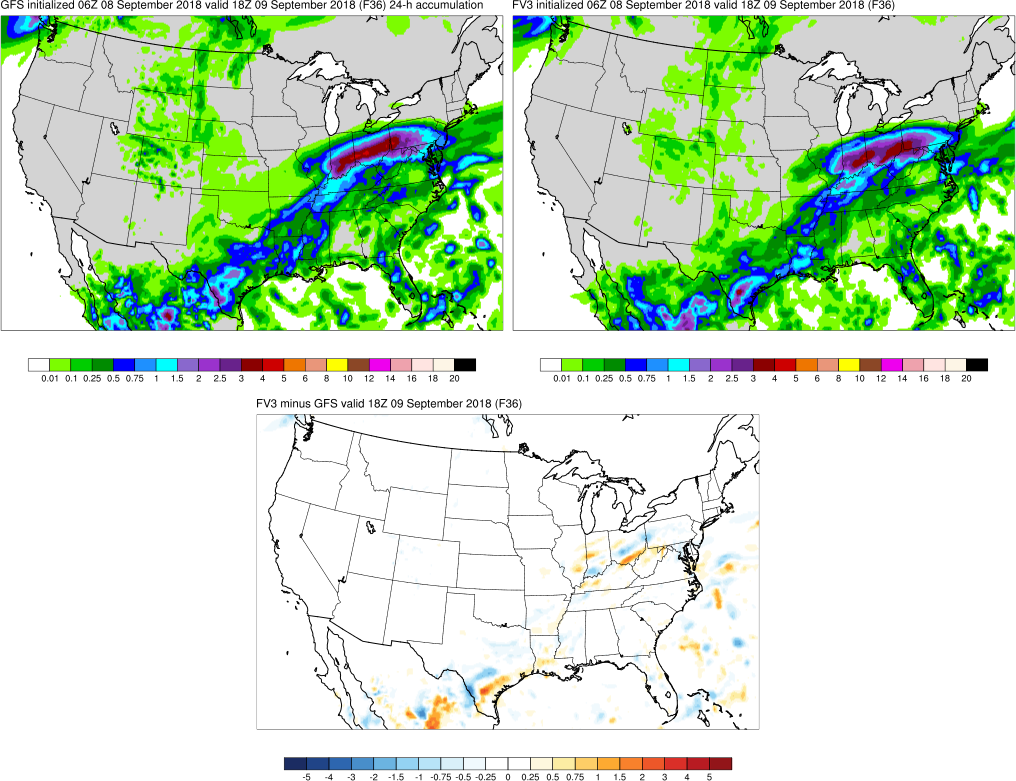 GFS initialized 06Z 08 September 2018 valid 18Z 09 September 2018 (F36) 24-h accumulation
FV3 initialized 06Z 08 September 2018 valid 18Z 09 September 2018 (F36)
0.01 0.1 0.25 0.5 0.75 1 1.5 2 2.5 3 4 5 6 8 10 12 14 16 18 20
0.01 0.1 0.25 0.5 0.75 1 1.5 2 2.5 3 4 5 6 8 10 12 14 16 18 20
FV3 minus GFS valid 18Z 09 September 2018 (F36)
-5 -4 -3 -2 -1.5 -1 -0.75 -0.5 -0.25 0 0.25 0.5 0.75 1 1.5 2 3 4 5